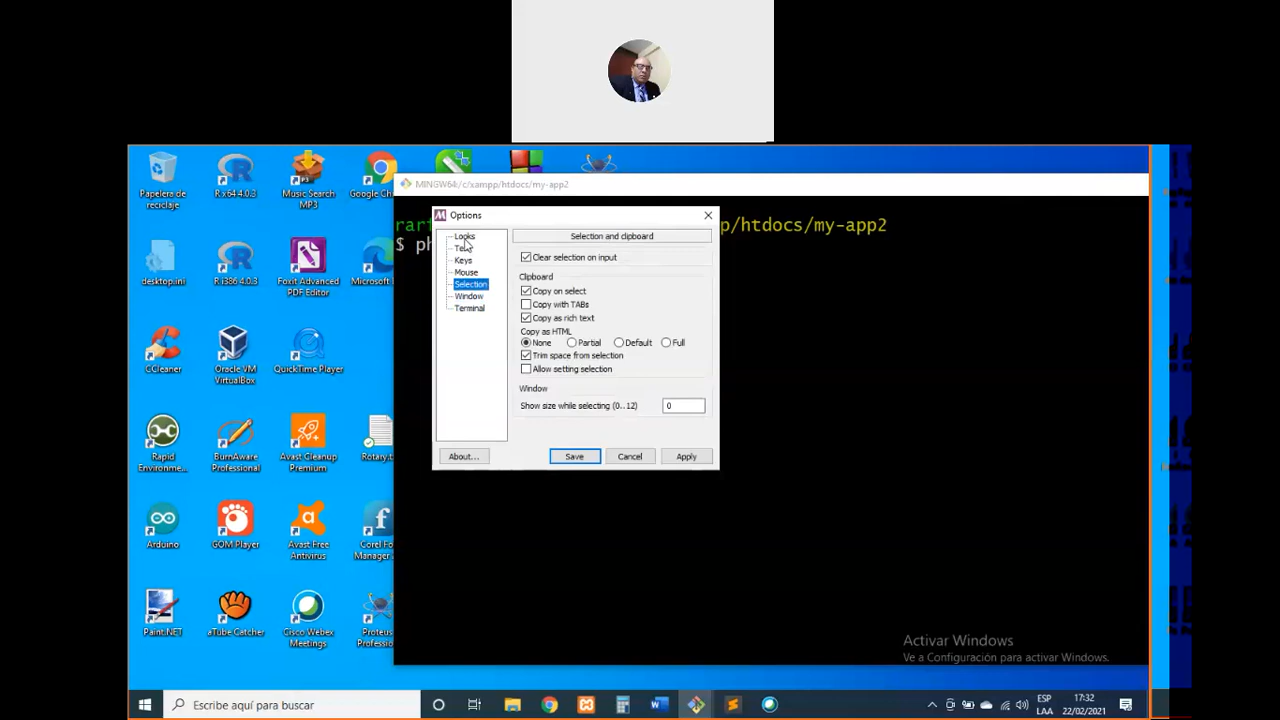 Papelera de
reciclaje
R x64 4.0.3
Music Search
MP3
Google Ch
MINGW64:/c/xampp/htdocs/my-app2
rarf
p/htdocs/my-app2
$ ph
desktop.ini
R i386 4.0.3
Foxit Advanced
PDF Editor
Microsoft
CCleaner
Oracle VM
VirtualBox
QuickTime Player
Rapid
Environme...
BurnAware
Professional
Avast Cleanup
Premium
Rotary.t
Arduino
GOM Player
Avast Free
Antivirus
Corel Fo
Manager
Paint.NET
aTube Catcher
Cisco Webex
Meetings
Proteus
Professio
Options
Looks
Text
Keys
Mouse
Selection
Window
Terminal
Selection and clipboard
Clear selection on input
Clipboard
Copy on select
Copy with TABs
Copy as rich text
Copy as HTML
None Partial Default Full
Trim space from selection
Allow setting selection
Window
Show size while selecting (0..12) 0
About... Save Cancel Apply
Activar Windows
Ve a Configuración para activar Windows.
Escribe aquí para buscar
ESP
LAA
17:32
22/02/2021